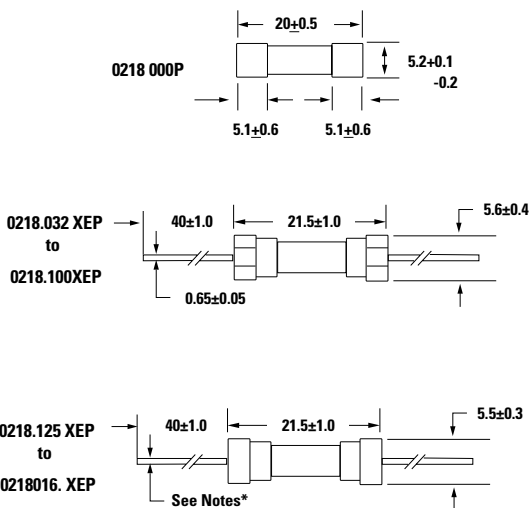 20±0.5
0218 000P
5.2+0.1
-0.2
5.1±0.6 5.1±0.6
0218.032 XEP
to
0218.100XEP
40±1.0 21.5±1.0 5.6±0.4
0.65±0.05
0218.125 XEP
to
0218016. XEP
40±1.0 21.5±1.0 5.5±0.3
See Notes*